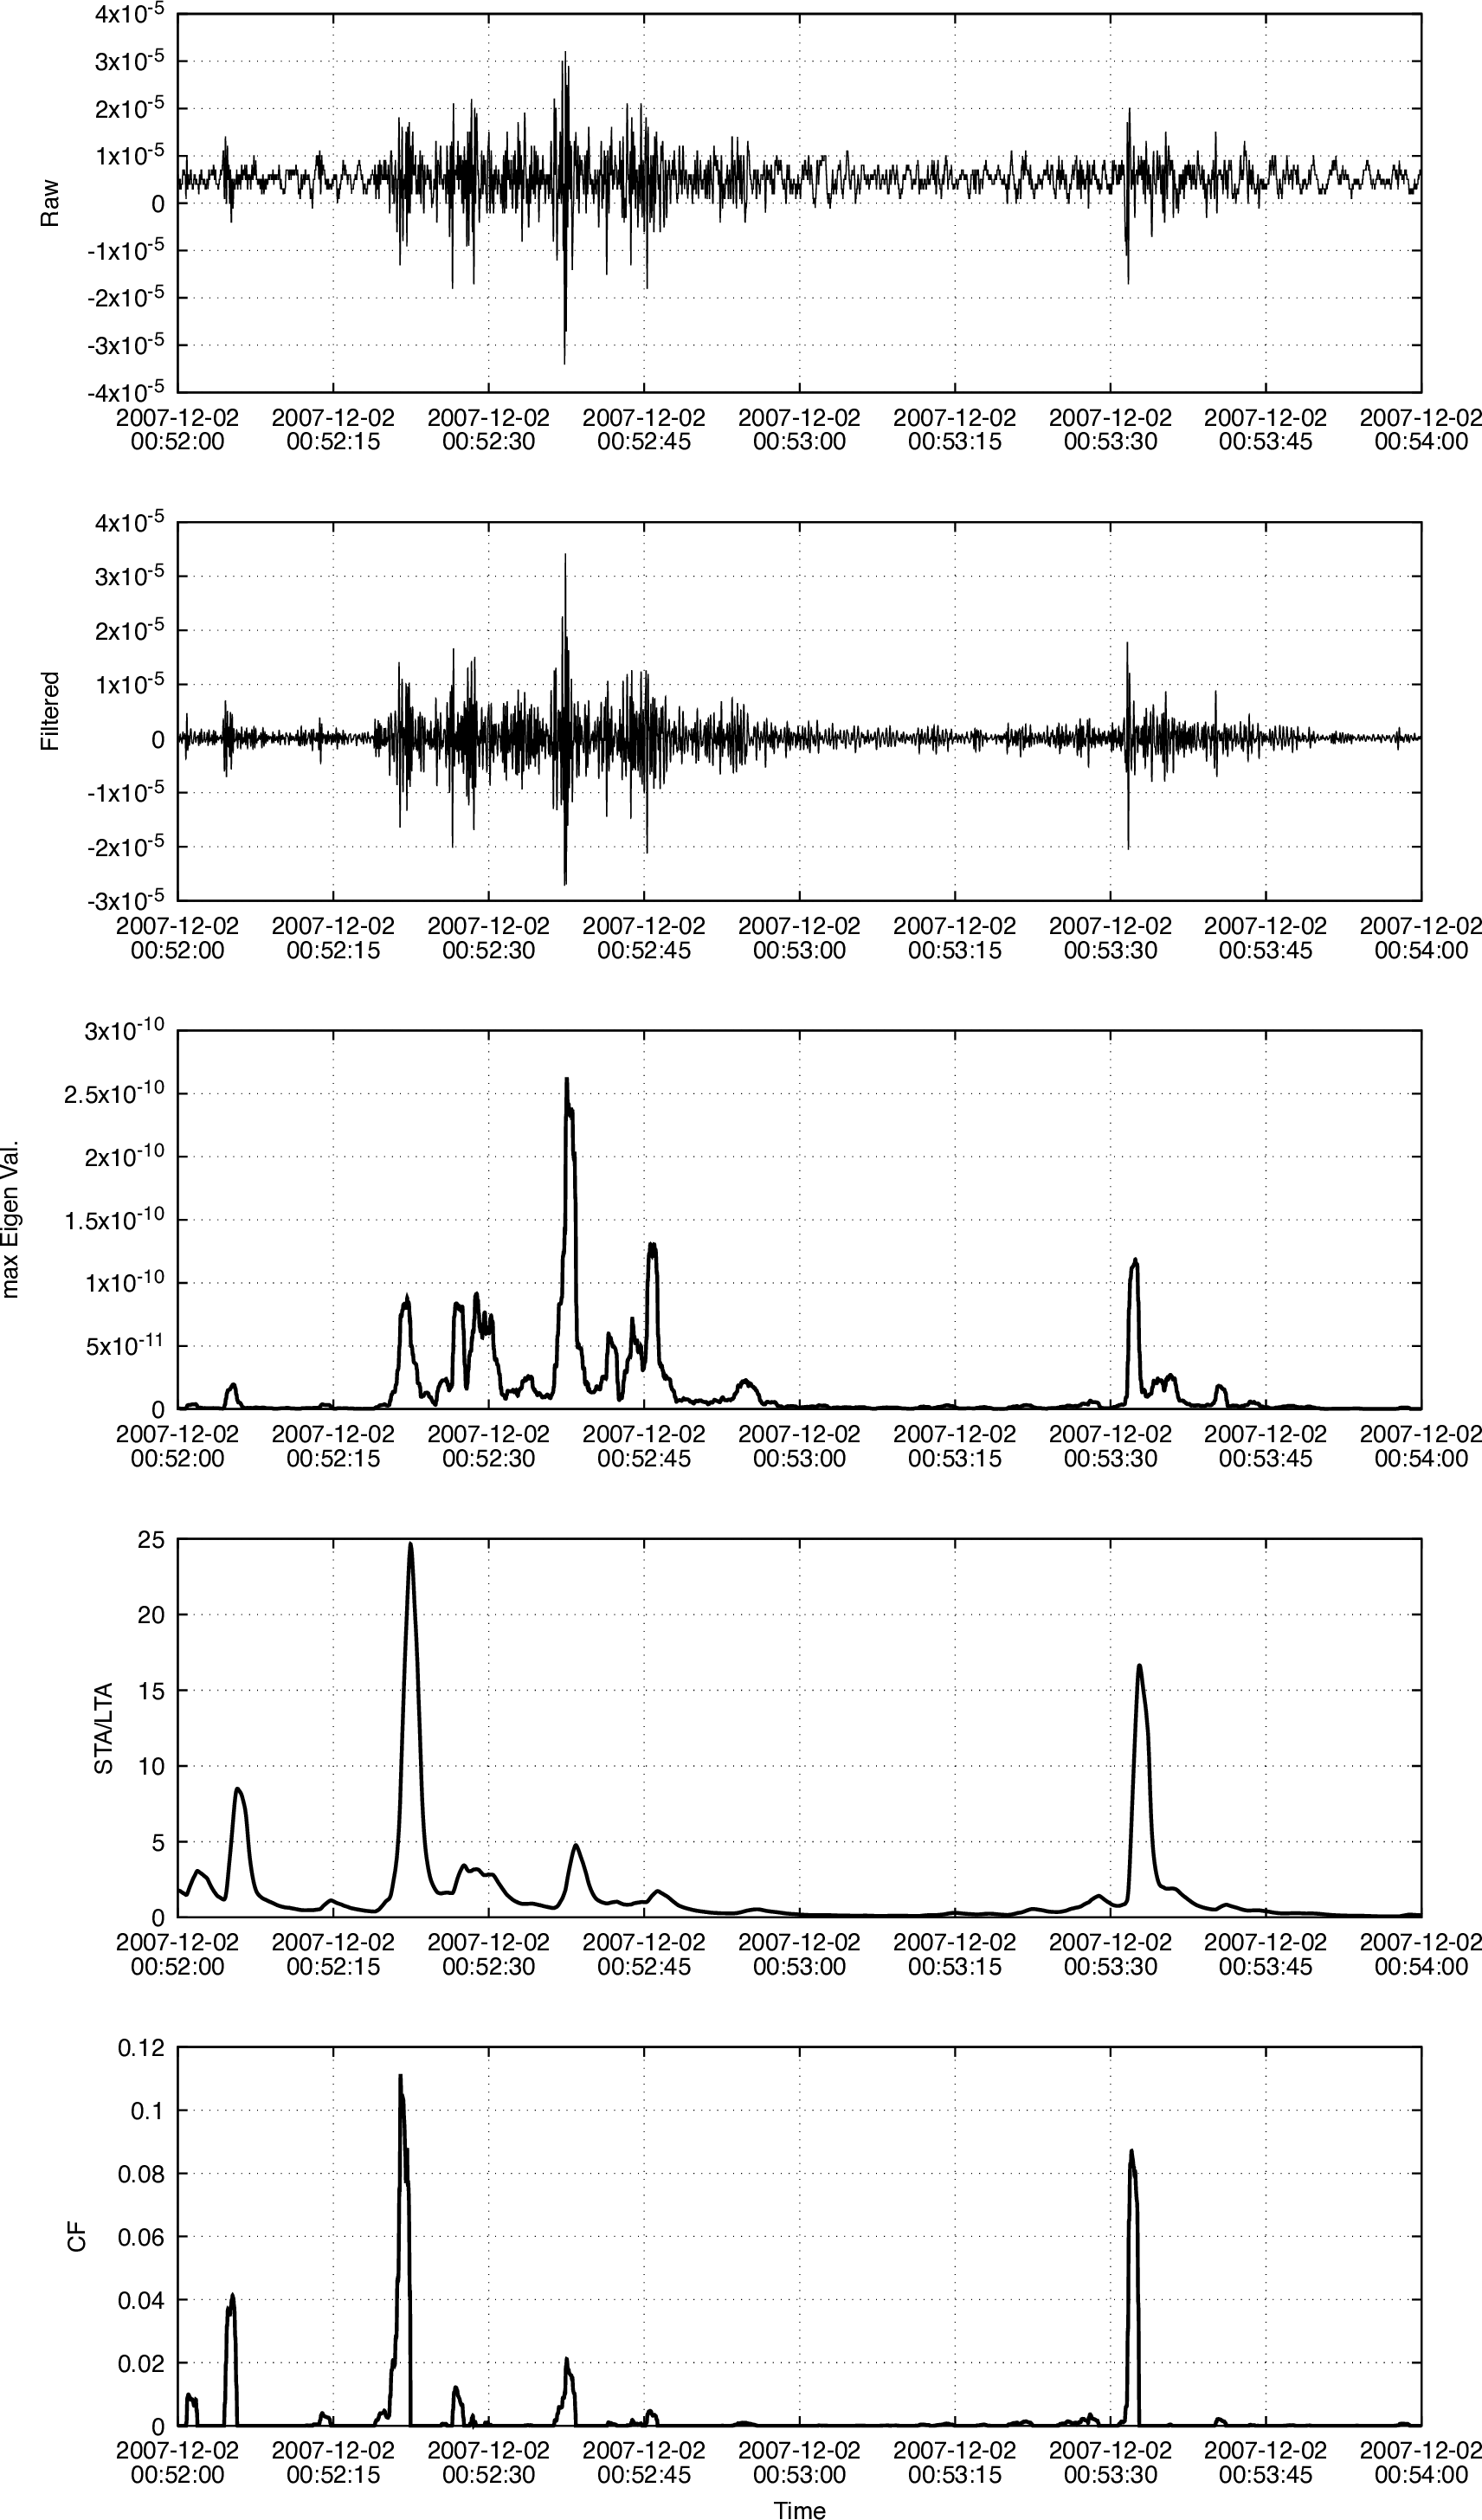 4x10-5
3x10-5
2x10-5
1x10-5
0
-1x10-5
-2x10-5
-3x10-5
-4x10-5
Raw
2007-12-02 2007-12-02 2007-12-02 2007-12-02 2007-12-02 2007-12-02 2007-12-02 2007-12-02 2007-12-02
00:52:00 00:52:15 00:52:30 00:52:45 00:53:00 00:53:15 00:53:30 00:53:45 00:54:00
4x10-5
3x10-5
2x10-5
1x10-5
0
-1x10-5
-2x10-5
-3x10-5
Filtered
2007-12-02 2007-12-02 2007-12-02 2007-12-02 2007-12-02 2007-12-02 2007-12-02 2007-12-02 2007-12-02
00:52:00 00:52:15 00:52:30 00:52:45 00:53:00 00:53:15 00:53:30 00:53:45 00:54:00
3x10-10
2.5x10-10
2x10-10
1.5x10-10
1x10-10
5x10-11
0
max Eigen Val.
2007-12-02 2007-12-02 2007-12-02 2007-12-02 2007-12-02 2007-12-02 2007-12-02 2007-12-02 2007-12-02
00:52:00 00:52:15 00:52:30 00:52:45 00:53:00 00:53:15 00:53:30 00:53:45 00:54:00
25
20
15
10
5
0
STA/LTA
2007-12-02 2007-12-02 2007-12-02 2007-12-02 2007-12-02 2007-12-02 2007-12-02 2007-12-02 2007-12-02
00:52:00 00:52:15 00:52:30 00:52:45 00:53:00 00:53:15 00:53:30 00:53:45 00:54:00
0.12
0.1
0.08
0.06
0.04
0.02
0
CF
2007-12-02 2007-12-02 2007-12-02 2007-12-02 2007-12-02 2007-12-02 2007-12-02 2007-12-02 2007-12-02
00:52:00 00:52:15 00:52:30 00:52:45 00:53:00 00:53:15 00:53:30 00:53:45 00:54:00
Time